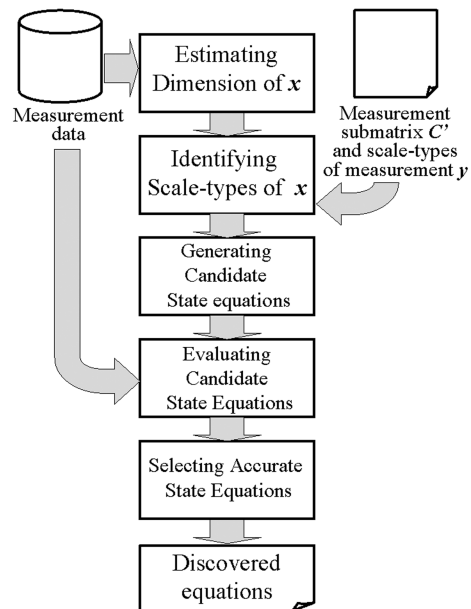 Estimating
Dimension of x
Measurement
data
Measurement
submatrix C'
and scale-types
of measurement y
Identifying
Scale-types of x
Generating
Candidate
State equations
Evaluating
Candidate
State Equations
Selecting Accurate
State Equations
Discovered
equations